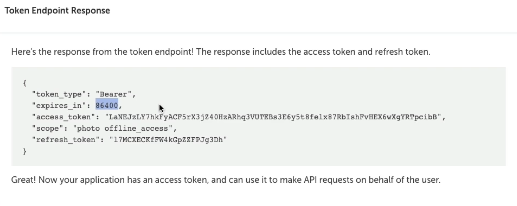 Token Endpoint Response
Here's the response from the token endpoint! The response includes the access token and refresh token.
{
"token_type": "Bearer",
"expires_in": 86400,
"access_token": "LaNEJzLY7hkFyACF5rX3jZ40HzARhq3VUTEBs3E6y5t8felx87RbIshFvHEX6wXgYRTpcibB",
"scope": "photo offline_access",
"refresh_token": "17MCXECEfFW4kGpZZFPJg3Dh"
}
Great! Now your application has an access token, and can use it to make API requests on behalf of the user.